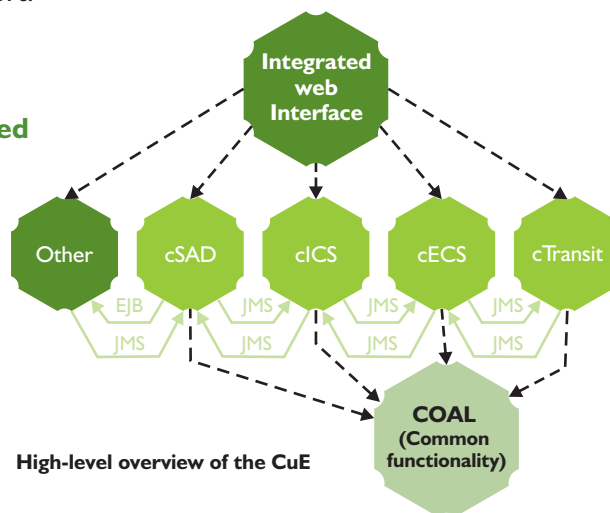 ed
Integrated
web
Interface
Other
cSAD
cICS
cECS
cTransit
EJB
JMS
JMS
JMS
JMS
JMS
JMS
JMS
COAL
(Common
functionality)
High-level overview of the CuE